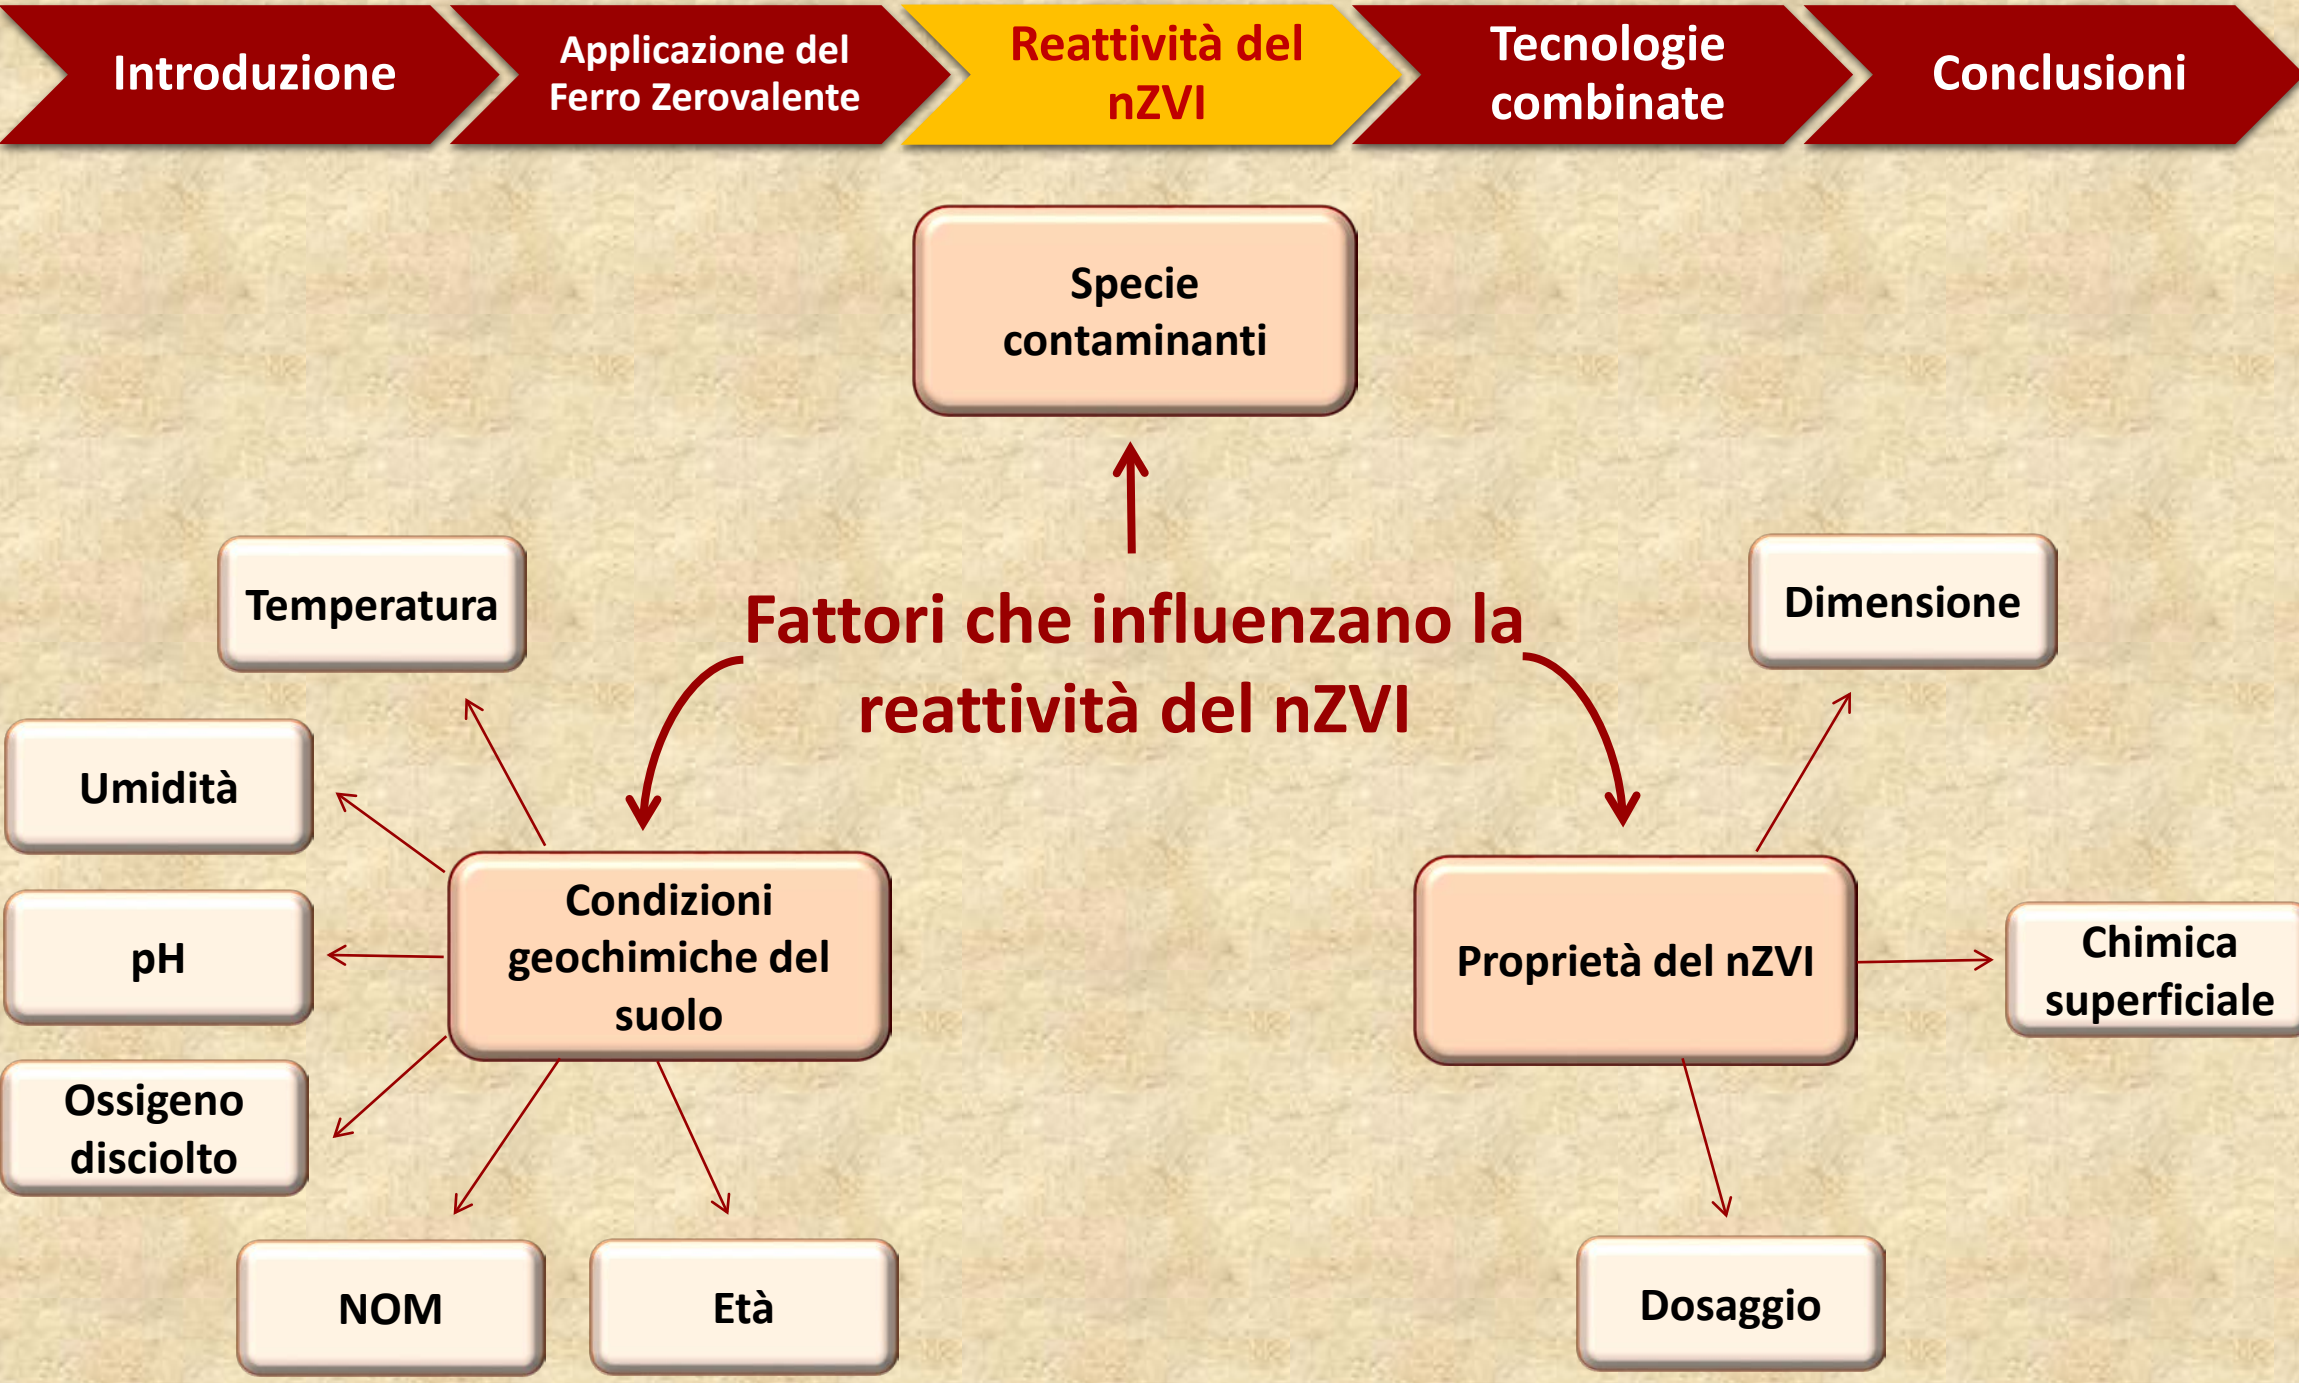 Introduzione
Applicazione del
Ferro Zerovalente
Reattività del
nZVI
Tecnologie
combinate
Conclusioni
Specie
contaminanti
Fattori che influenzano la
reattività del nZVI
Temperatura
Umidità
pH
Ossigeno
disciolto
NOM
Età
Condizioni
geochimiche del
suolo
Dimensione
Proprietà del nZVI
Chimica
superficiale
Dosaggio